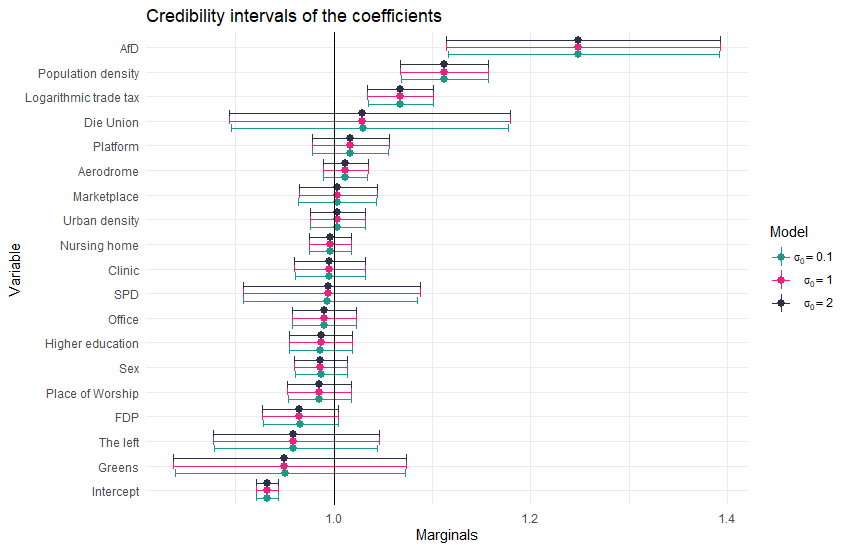 Credibility intervals of the coefficients
Variable
AfD
Population density
Logarithmic trade tax
Die Union
Platform
Aerodrome
Marketplace
Urban density
Nursing home
Clinic
SPD
Office
Higher education
Sex
Place of Worship
FDP
The left
Greens
Intercept
1.0 1.2 1.4
Marginals
Model
σ₀ = 0.1
σ₀ = 1
σ₀ = 2